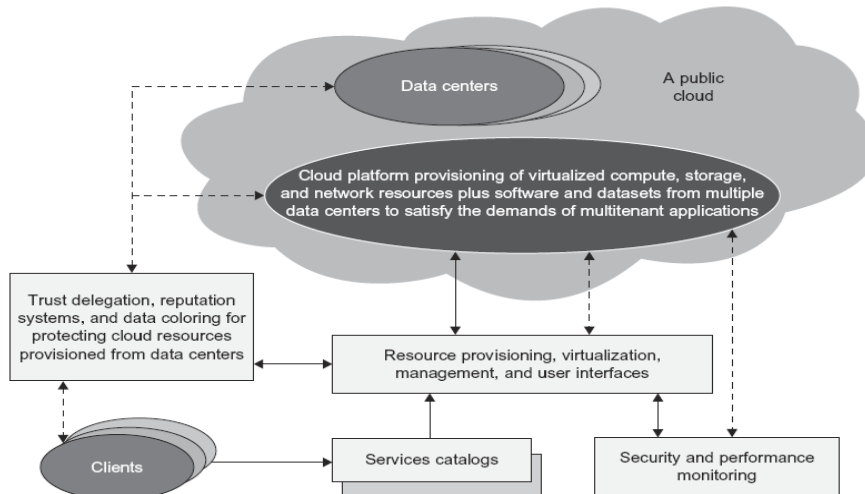 Data centers
A public
cloud
Cloud platform provisioning of virtualized compute, storage,
and network resources plus software and datasets from multiple
data centers to satisfy the demands of multitenant applications
Trust delegation, reputation
systems, and data coloring for
protecting cloud resources
provisioned from data centers
Resource provisioning, virtualization,
management, and user interfaces
Clients
Services catalogs
Security and performance
monitoring